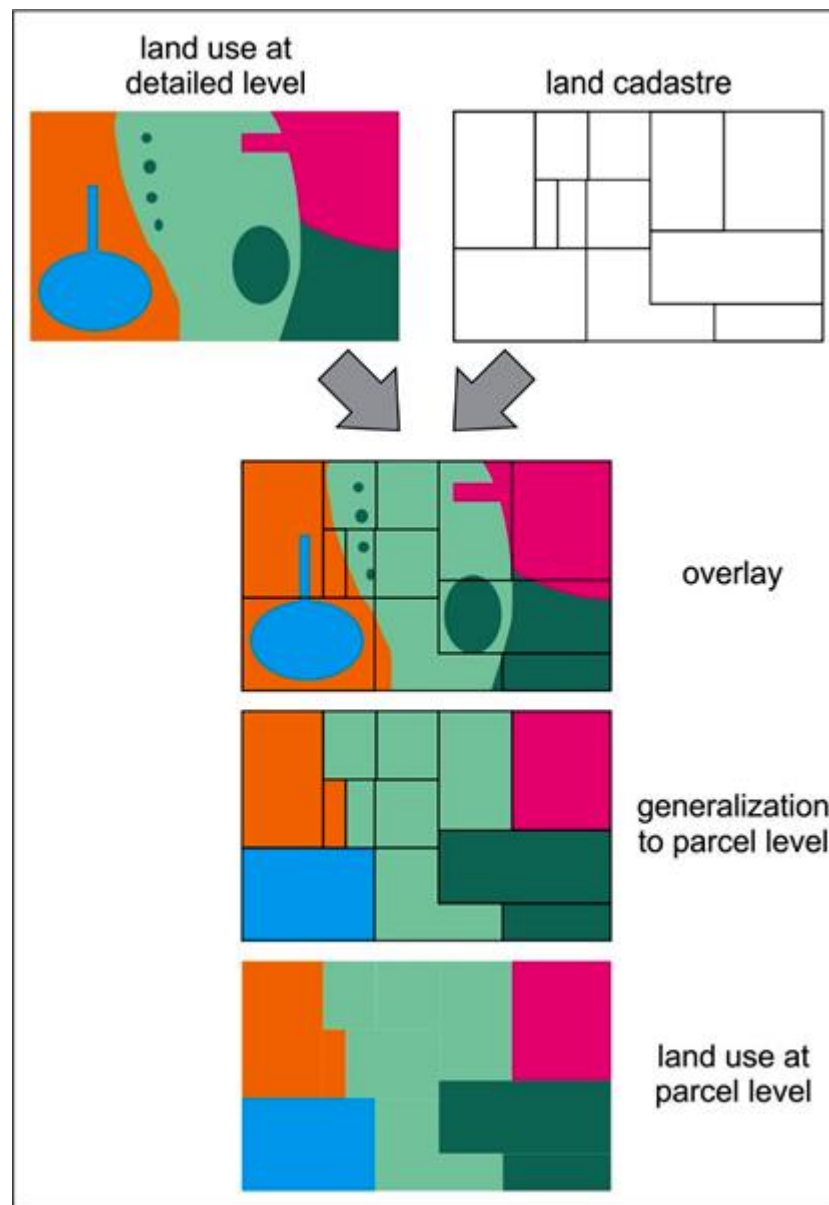 land use at
detailed level
land cadastre
overlay
generalization
to parcel level
land use at
parcel level